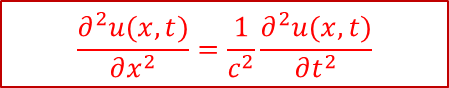 ∂²u(x,t)/∂x² = 1/c² ∂²u(x,t)/∂t²